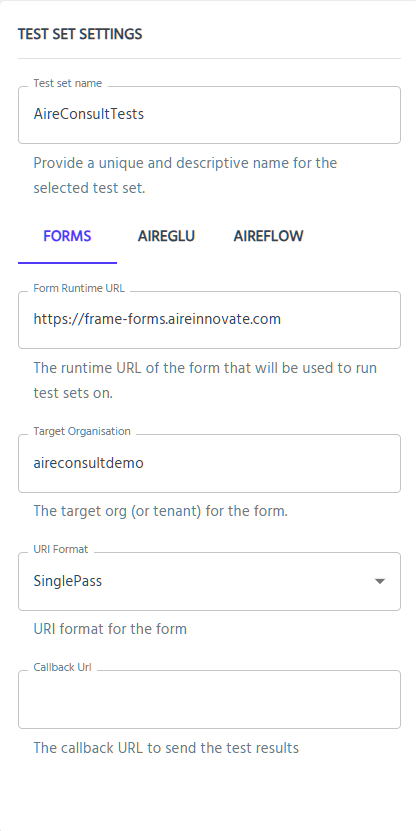 TEST SET SETTINGS
Test set name
AireConsultTests
Provide a unique and descriptive name for the
selected test set.
FORMS AIREGLU AIREFLOW
Form Runtime URL
https://frame-forms.aireinnovate.com
The runtime URL of the form that will be used to run
test sets on.
Target Organisation
aireconsultdemo
The target org (or tenant) for the form.
URI Format
SinglePass
URI format for the form
Callback Url
The callback URL to send the test results